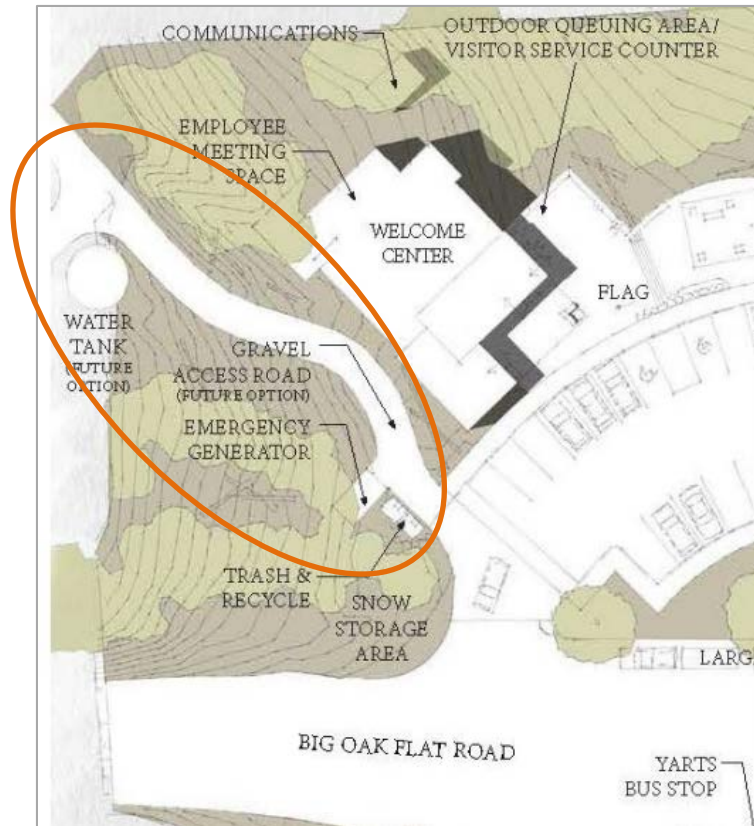 COMMUNICATIONS
OUTDOOR QUEUING AREA/
VISITOR SERVICE COUNTER
EMPLOYEE
MEETING
SPACE
WELCOME
CENTER
FLAG
WATER
TANK
(FUTURE
OPTION)
GRAVEL
ACCESS ROAD
(FUTURE OPTION)
EMERGENCY
GENERATOR
TRASH &
RECYCLE
SNOW
STORAGE
AREA
LARG
BIG OAK FLAT ROAD
YARTS
BUS STOP